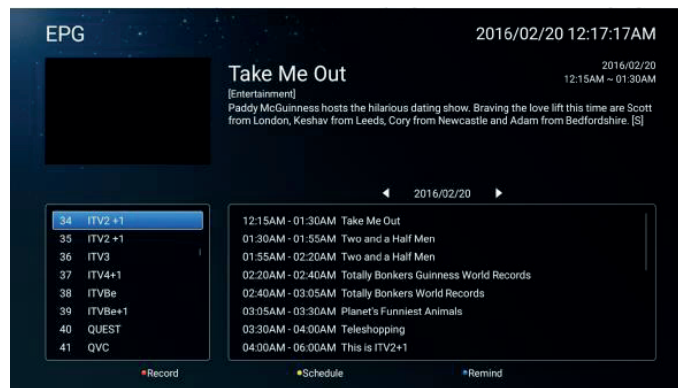 EPG
2016/02/20 12:17:17AM
Take Me Out
2016/02/20
12:15AM ~ 01:30AM
[Entertainment]
Paddy McGuinness hosts the hilarious dating show. Braving the love lift this time are Scott
from London, Keshav from Leeds, Cory from Newcastle and Adam from Bedfordshire. [S]
2016/02/20
34 ITV2 +1
35 ITV2 +1
36 ITV3
37 ITV4+1
38 ITVBe
39 ITVBe+1
40 QUEST
41 QVC
12:15AM - 01:30AM Take Me Out
01:30AM - 01:55AM Two and a Half Men
01:55AM - 02:20AM Two and a Half Men
02:20AM - 02:40AM Totally Bonkers Guinness World Records
02:40AM - 03:05AM Totally Bonkers World Records
03:05AM - 03:30AM Planet's Funniest Animals
03:30AM - 04:00AM Teleshopping
04:00AM - 06:00AM This is ITV2+1
Record
Schedule
Remind